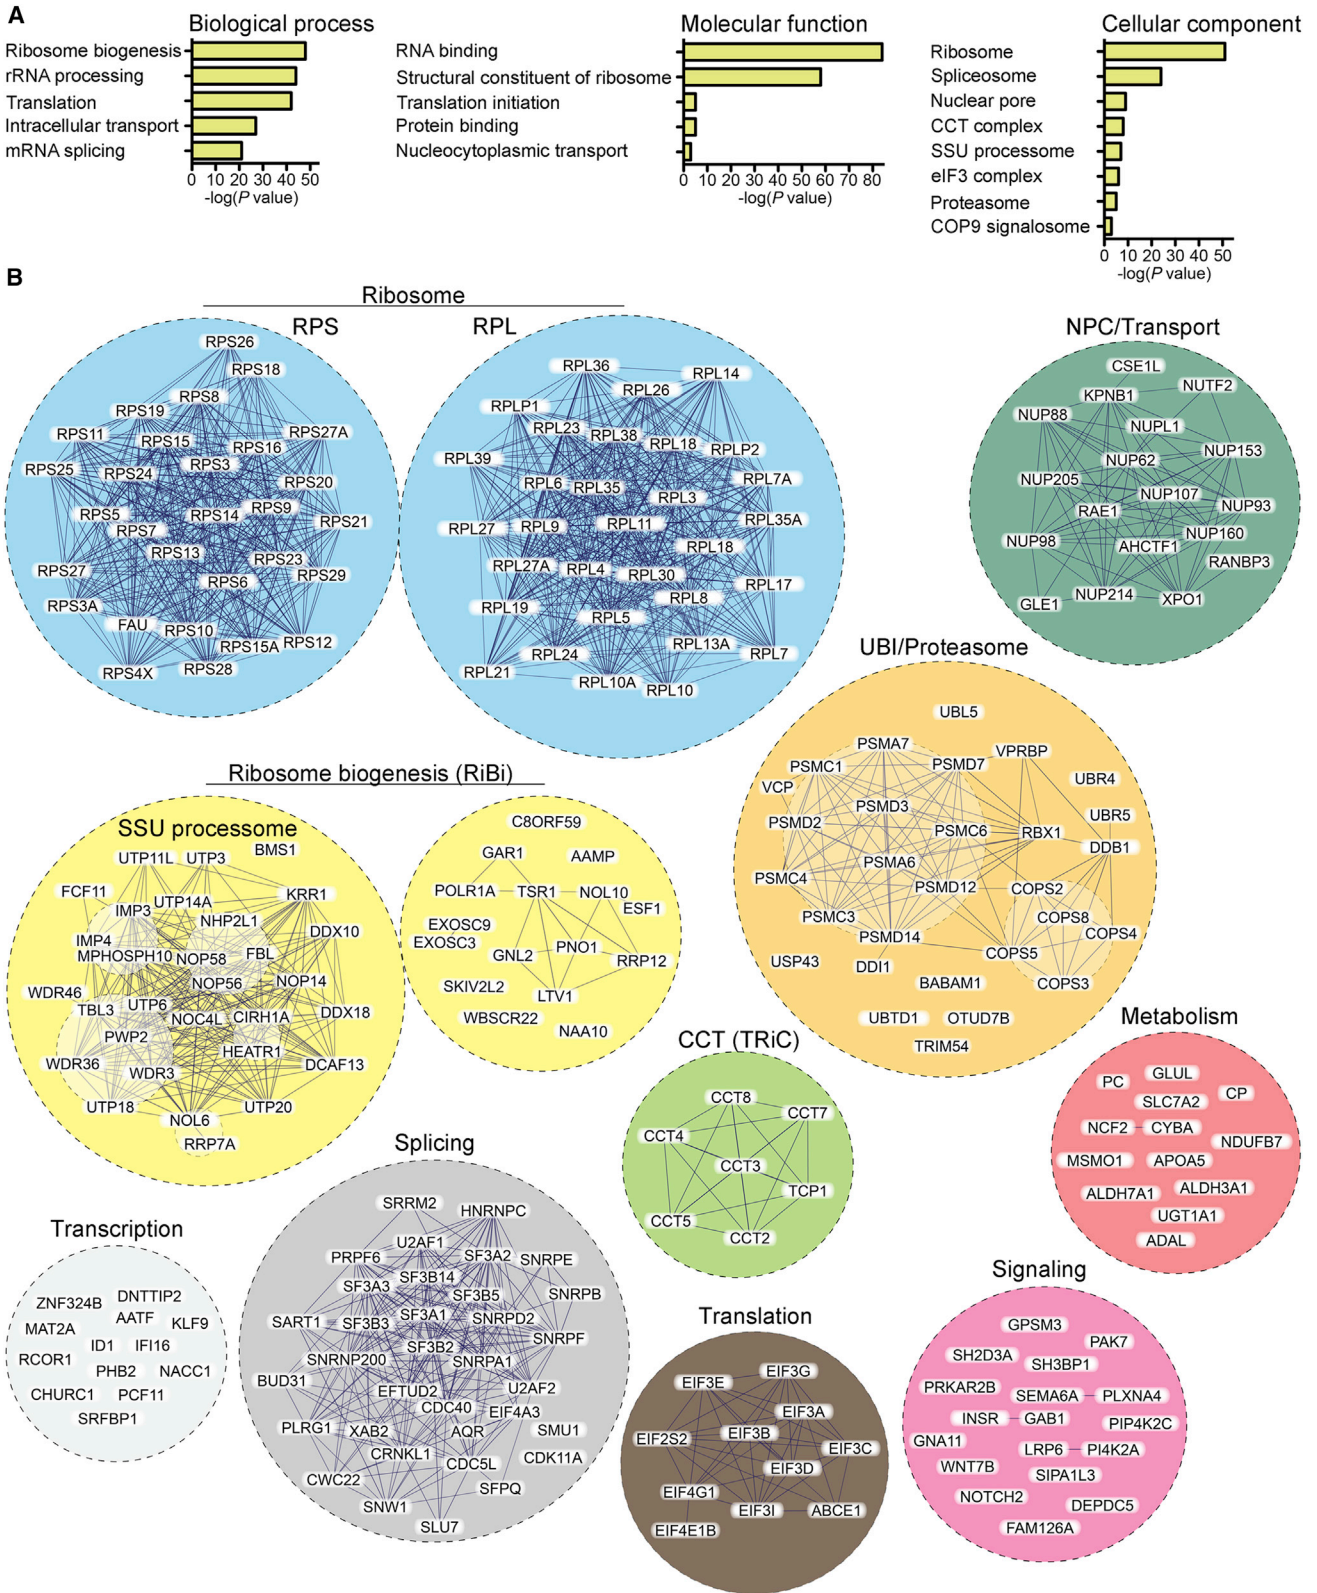 A
Biological process
Ribosome biogenesis
rRNA processing
Translation
Intracellular transport
mRNA splicing
0 10 20 30 40 50
-log(P value)
Molecular function
RNA binding
Structural constituent of ribosome
Translation initiation
Protein binding
Nucleocytoplasmic transport
0 10 20 30 40 50 60 70 80
-log(P value)
Cellular component
Ribosome
Spliceosome
Nuclear pore
CCT complex
SSU processome
eIF3 complex
Proteasome
COP9 signalosome
0 10 20 30 40 50
-log(P value)
B
Ribosome
RPS
RPS26
RPS18
RPS8
RPS19
RPS11
RPS15
RPS16
RPS27A
RPS25
RPS24
RPS3
RPS20
RPS5
RPS7
RPS14
RPS9
RPS21
RPS13
RPS23
RPS27
RPS6
RPS29
RPS3A
FAU
RPS10
RPS15A
RPS12
RPS4X
RPS28
RPL
RPL36
RPL14
RPL26
RPLP1
RPL23
RPL38
RPL18
RPLP2
RPL39
RPL6
RPL35
RPL3
RPL7A
RPL27
RPL9
RPL11
RPL35A
RPL18
RPL27A
RPL4
RPL30
RPL17
RPL8
RPL19
RPL5
RPL13A
RPL24
RPL7
RPL21
RPL10A
RPL10
NPC/Transport
CSE1L
KPNB1
NUTF2
NUP88
NUPL1
NUP62
NUP153
NUP205
NUP107
RAE1
NUP93
NUP98
AHCTF1
NUP160
RANBP3
GLE1
NUP214
XPO1
UBI/Proteasome
UBL5
PSMA7
VPRBP
PSMC1
PSMD7
VCP
UBR4
PSMD3
PSMD2
PSMC6
RBX1
UBR5
DDB1
PSMA6
PSMC4
PSMD12
COPS2
PSMC3
COPS8
PSMD14
COPS4
COPS5
USP43
DDI1
BABAM1
COPS3
UBTD1
OTUD7B
TRIM54
Ribosome biogenesis (RiBi)
SSU processome
UTP11L
UTP3
BMS1
FCF11
UTP14A
KRR1
IMP3
NHP2L1
DDX10
IMP4
MPHOSPH10
NOP58
FBL
NOP56
NOP14
WDR46
TBL3
UTP6
NOC4L
CIRH1A
DDX18
PWP2
HEATR1
WDR36
WDR3
DCAF13
UTP18
NOL6
UTP20
RRP7A
C8ORF59
GAR1
AAMP
POLR1A
TSR1
NOL10
ESF1
EXOSC9
EXOSC3
GNL2
PNO1
RRP12
SKIV2L2
LTV1
WBSCR22
NAA10
CCT (TRiC)
CCT8
CCT7
CCT4
CCT3
TCP1
CCT5
CCT2
Metabolism
PC
GLUL
CP
SLC7A2
NCF2
CYBA
NDUFB7
MSMO1
APOA5
ALDH7A1
ALDH3A1
UGT1A1
ADAL
Transcription
ZNF324B
DNTTIP2
AATF
MAT2A
KLF9
ID1
IFI16
RCOR1
PHB2
NACC1
CHURC1
PCF11
SRFBP1
Splicing
SRRM2
HNRNPC
U2AF1
PRPF6
SF3A2
SNRPE
SF3A3
SF3B14
SF3B5
SNRPB
SART1
SF3B3
SF3A1
SNRPD2
SNRPF
SF3B2
SNRNP200
SNRPA1
BUD31
EFTUD2
U2AF2
CDC40
EIF4A3
PLRG1
XAB2
AQR
SMU1
CRNKL1
CDC5L
CDK11A
CWC22
SFPQ
SNW1
SLU7
Translation
EIF3E
EIF3G
EIF3A
EIF2S2
EIF3B
EIF3C
EIF3D
EIF4G1
EIF3I
ABCE1
EIF4E1B
Signaling
GPSM3
PAK7
SH2D3A
SH3BP1
PRKAR2B
SEMA6A
PLXNA4
INSR
GAB1
PIP4K2C
GNA11
LRP6
PI4K2A
WNT7B
SIPA1L3
NOTCH2
DEPDC5
FAM126A